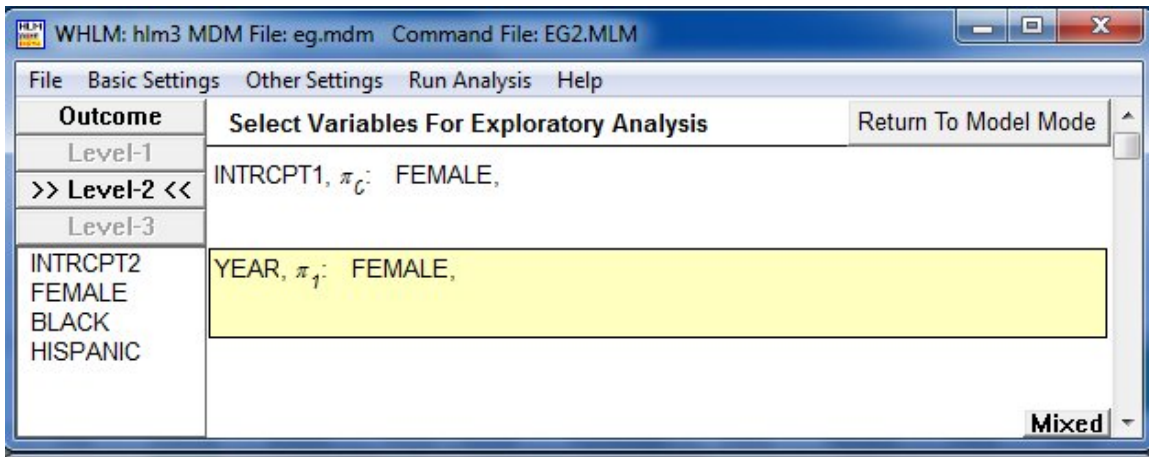 WHLM: hlm3 MDM File: eg.mdm Command File: EG2.MLM
File Basic Settings Other Settings Run Analysis Help
Outcome
Level-1
>> Level-2 <<
Level-3
INTRCPT2
FEMALE
BLACK
HISPANIC
Select Variables For Exploratory Analysis
Return To Model Mode
INTRCPT1, π0: FEMALE,
YEAR, π1: FEMALE,
Mixed